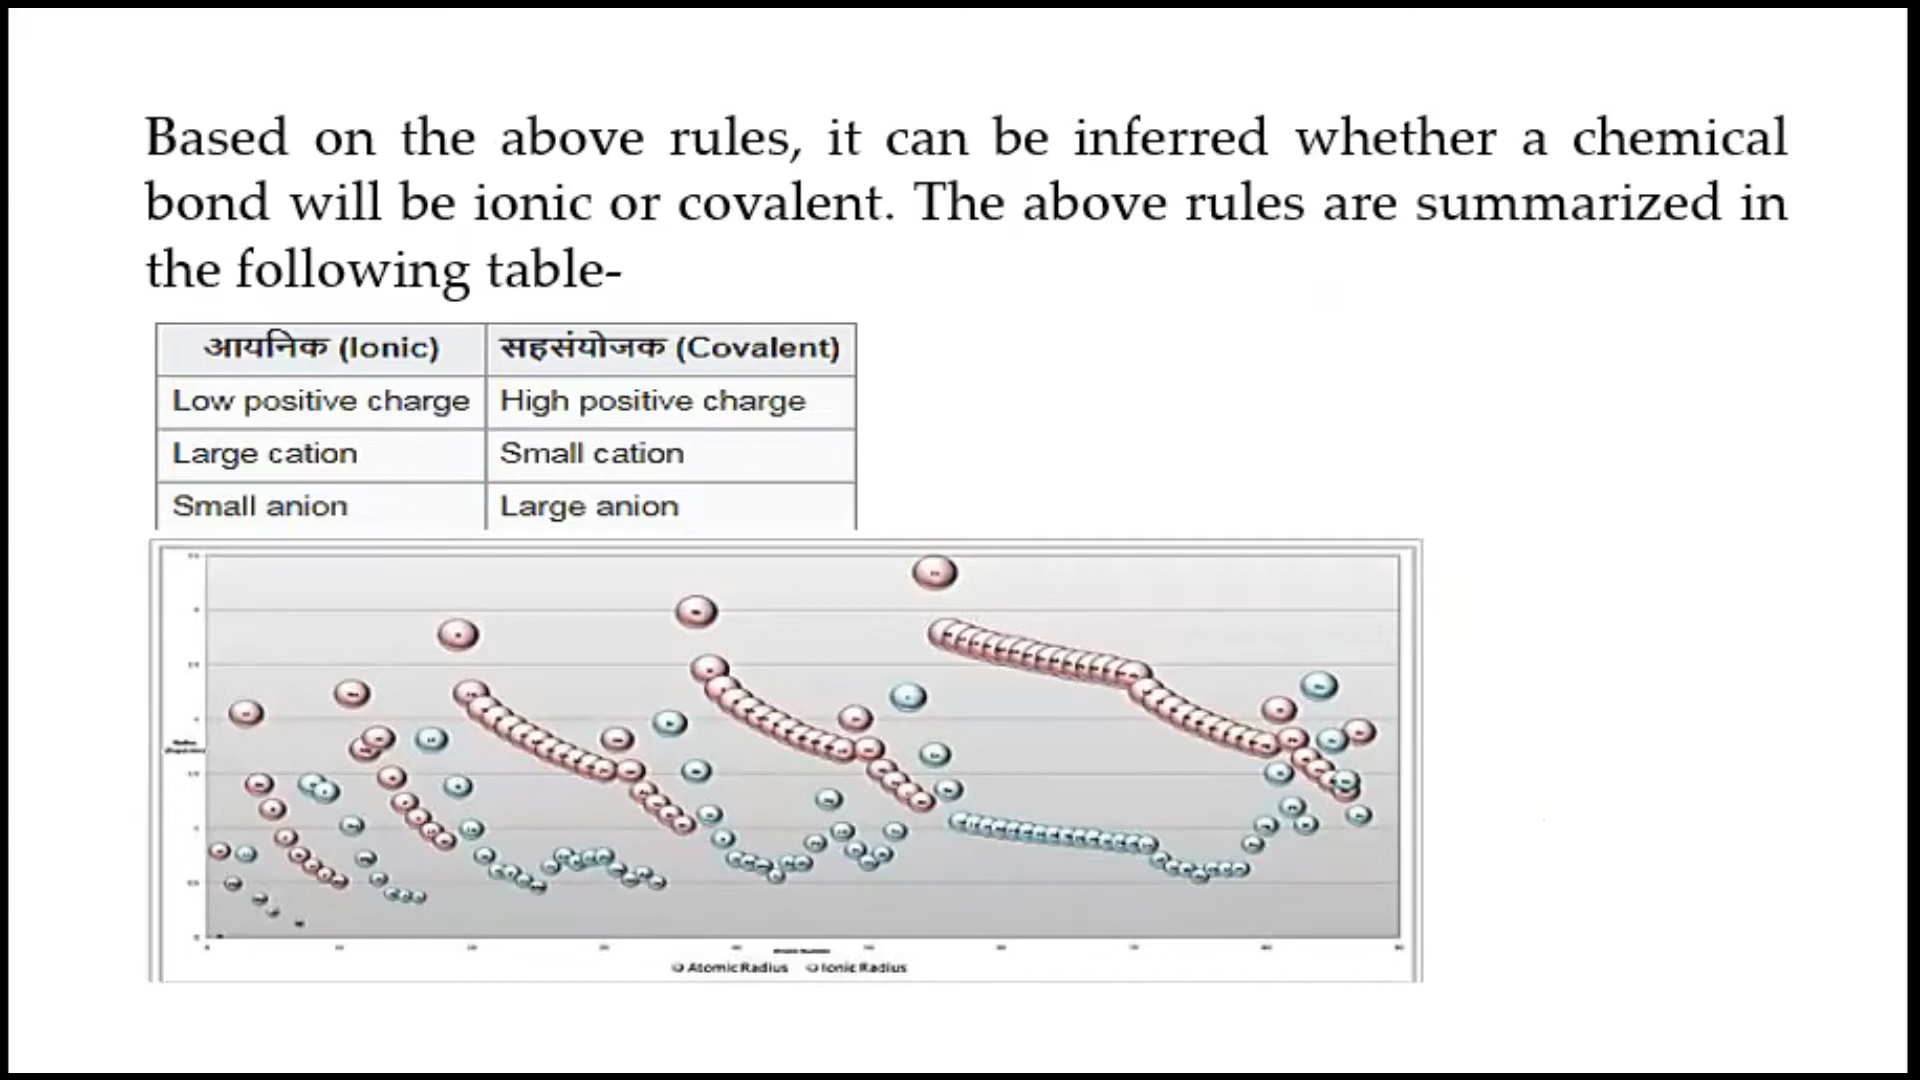 Based on the above rules, it can be inferred whether a chemical
bond will be ionic or covalent. The above rules are summarized in
the following table-
आयनिक (Ionic) सहसंयोजक (Covalent)
Low positive charge High positive charge
Large cation Small cation
Small anion Large anion
Atomic Radius Ionic Radius